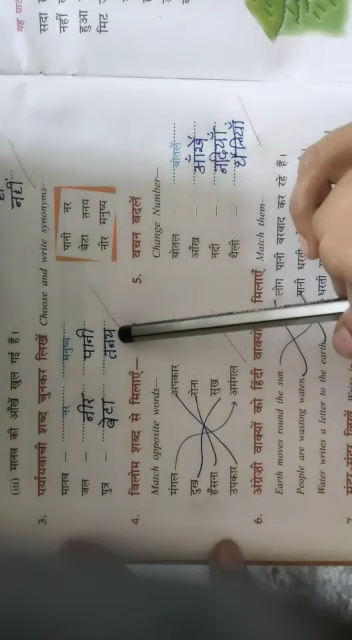 (iii) मानव की आँखें खुल गई हैं।
3. पर्यायवाची शब्द चुनकर लिखें Choose and write synonyms—
मानव — नर मनुष्य
जल — नीर पानी
पुत्र — बेटा तनय
पानी नर
बेटा तनय
नीर मनुष्य
4. विलोम शब्द से मिलाएँ—
Match opposite words—
मंगल अपकार
दुख रोना
हँसना सुख
उपकार अमंगल
5. वचन बदलें
Change Number—
बोतल — बोतलें
आँख — आँखें
नदी — नदियाँ
थैली — थैलियाँ
6. अंग्रेजी वाक्यों को हिंदी वाक्यों से मिलाएँ Match them—
Earth moves round the sun. लोग पानी बरबाद कर रहे हैं।
People are wasting water. पानी धरती
Water writes a letter to the earth. धरती
7.
यह पाठ
सदा
नहीं
हुआ
मिट